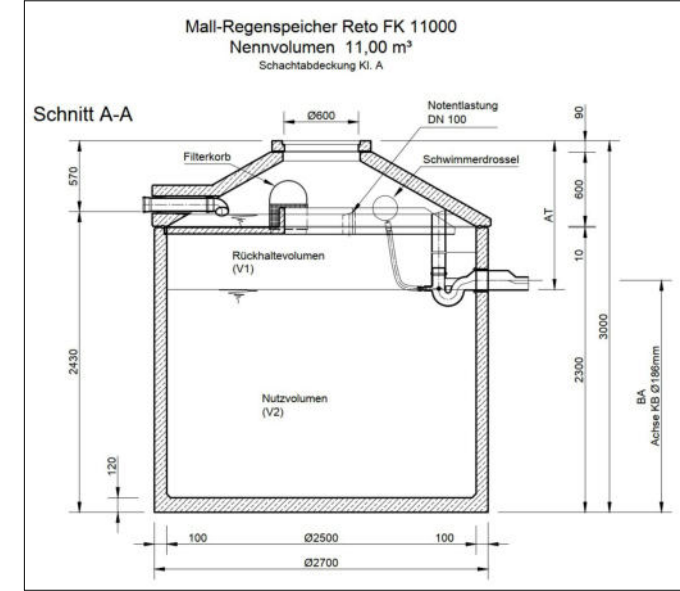 Mall-Regenspeicher Reto FK 11000
Nennvolumen 11,00 m³
Schachtabdeckung Kl. A
Schnitt A-A
Ø600
Notentlastung
DN 100
Filterkorb
Schwimmerdrossel
90
570
600
AT
Rückhaltevolumen
(V1)
10
2430
3000
2300
BA
Achse KB Ø186mm
Nutzvolumen
(V2)
120
100
Ø2500
100
Ø2700